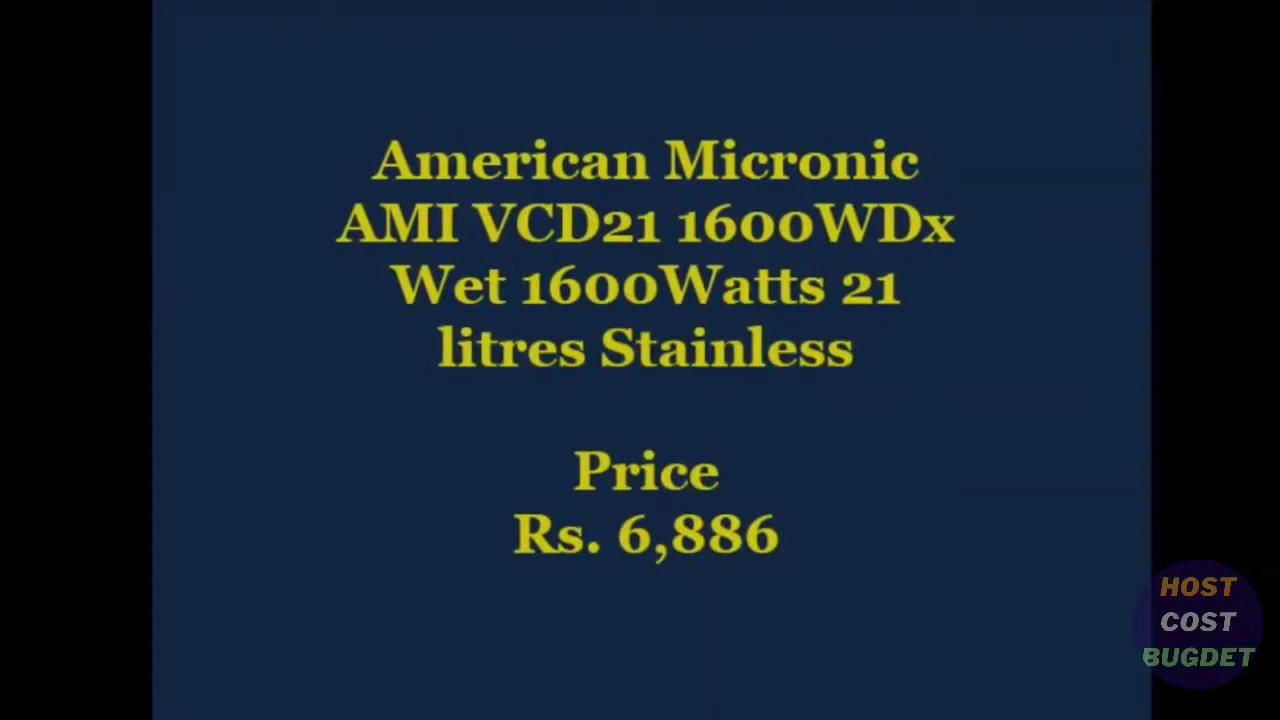 American Micronic
AMI VCD21 1600WDx
Wet 1600Watts 21
litres Stainless
Price
Rs. 6,886
HOST
COST
BUGDET